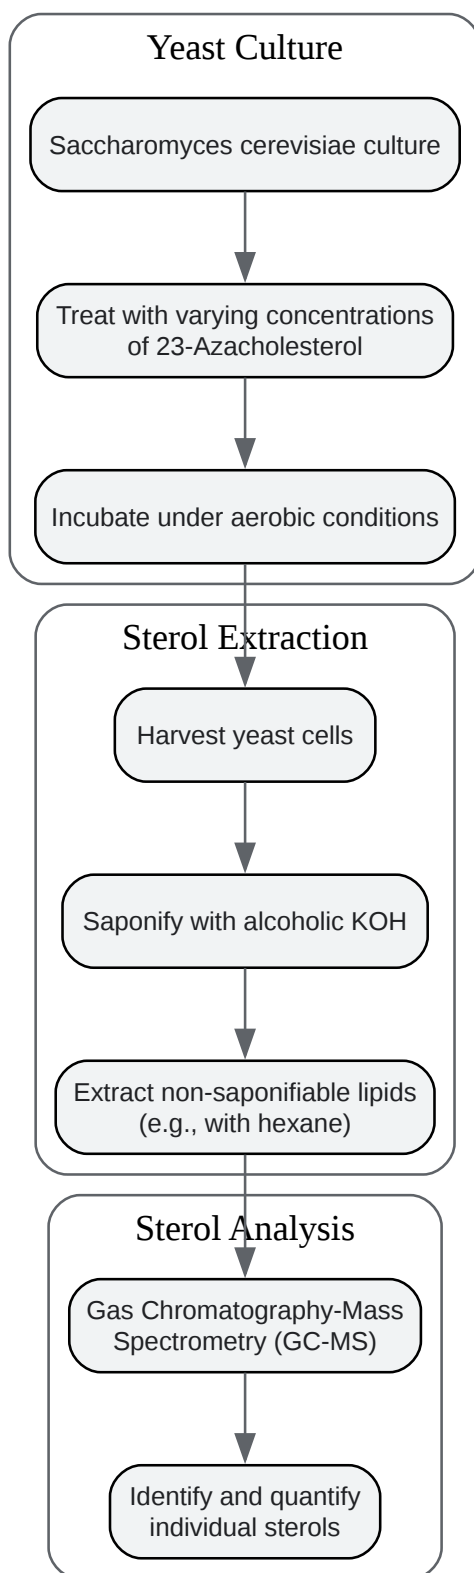 Yeast Culture
Saccharomyces cerevisiae culture
Treat with varying concentrations
of 23-Azacholesterol
Incubate under aerobic conditions
Sterol Extraction
Harvest yeast cells
Saponify with alcoholic KOH
Extract non-saponifiable lipids
(e.g., with hexane)
Sterol Analysis
Gas Chromatography-Mass
Spectrometry (GC-MS)
Identify and quantify
individual sterols